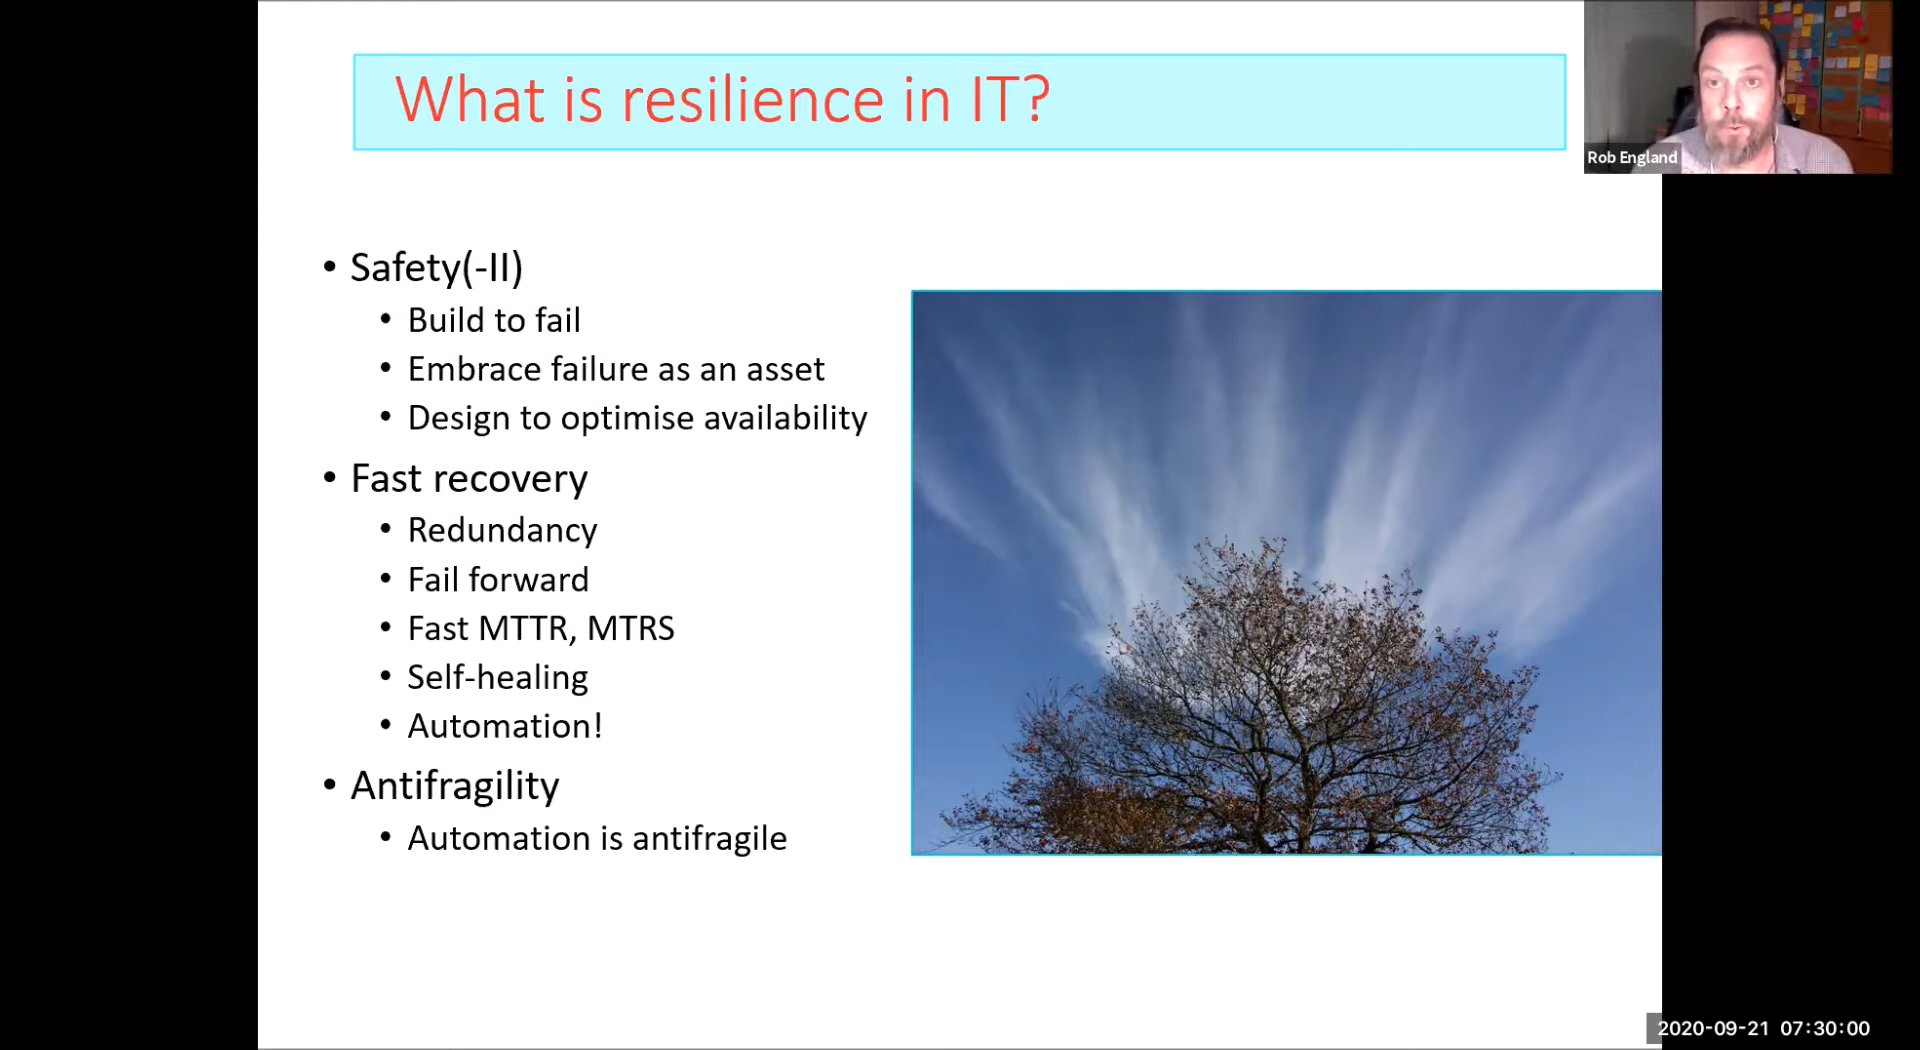 What is resilience in IT?
Rob England
• Safety(-II)
• Build to fail
• Embrace failure as an asset
• Design to optimise availability
• Fast recovery
• Redundancy
• Fail forward
• Fast MTTR, MTRS
• Self-healing
• Automation!
• Antifragility
• Automation is antifragile
2020-09-21 07:30:00